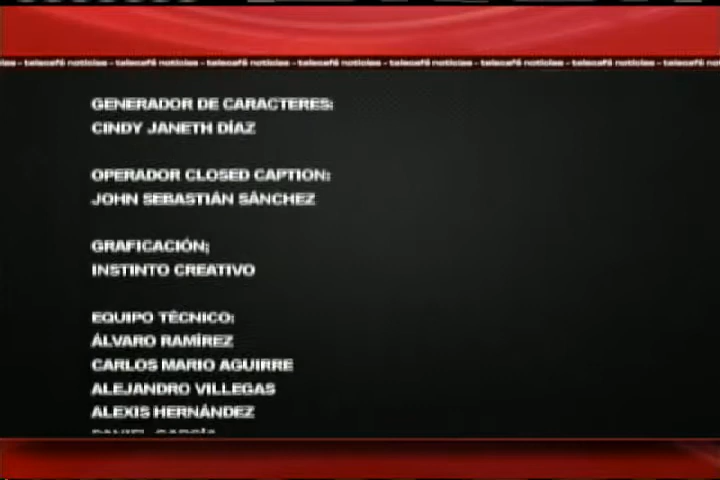 telecafé noticias - telecafé noticias - telecafé noticias - telecafé noticias - telecafé noticias - telecafé noticias - telecafé noticias
GENERADOR DE CARACTERES:
CINDY JANETH DÍAZ
OPERADOR CLOSED CAPTION:
JOHN SEBASTIÁN SÁNCHEZ
GRAFICACIÓN:
INSTINTO CREATIVO
EQUIPO TÉCNICO:
ÁLVARO RAMÍREZ
CARLOS MARIO AGUIRRE
ALEJANDRO VILLEGAS
ALEXIS HERNÁNDEZ